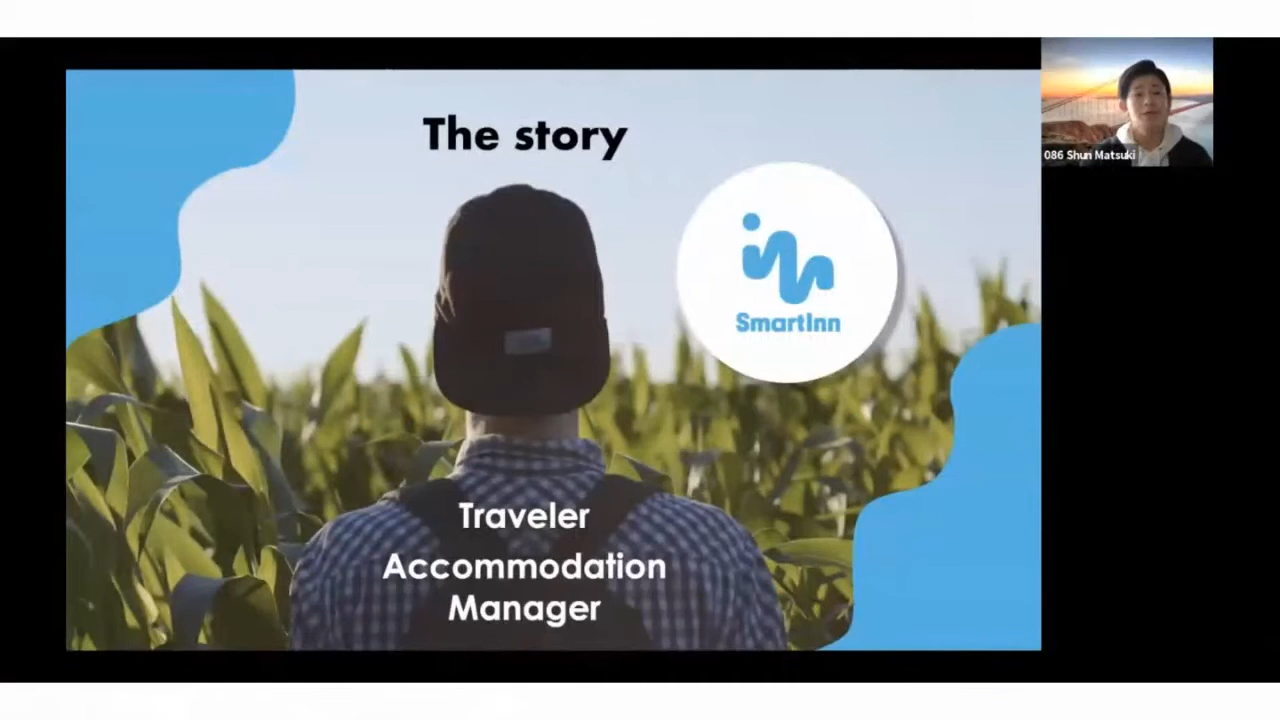 The story
SmartInn
Traveler
Accommodation
Manager
086 Shun Matsuki